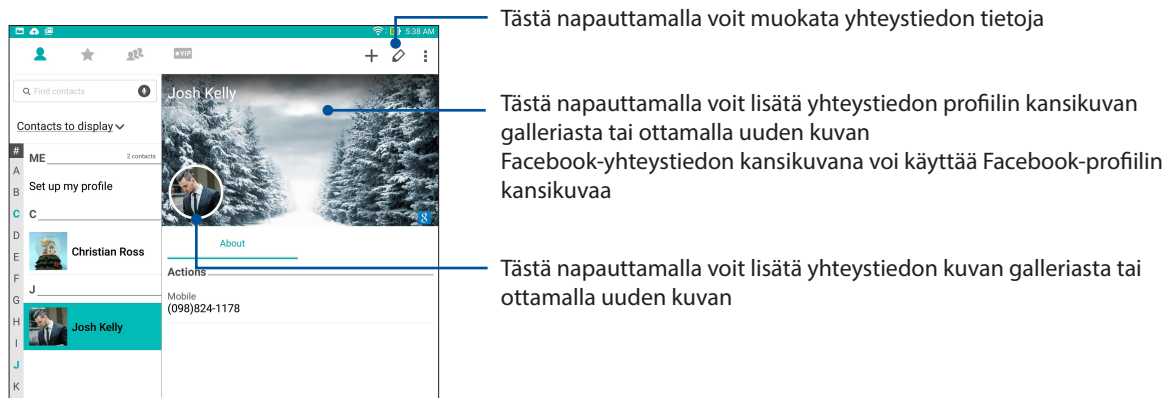 Tästä napauttamalla voit muokata yhteystiedon tietoja
5:38 AM
VIP
Find contacts
Josh Kelly
Tästä napauttamalla voit lisätä yhteystiedon profiilin kansikuvan
galleriasta tai ottamalla uuden kuvan
Facebook-yhteystiedon kansikuvana voi käyttää Facebook-profiilin
kansikuvaa
Contacts to display
#
ME
2 contacts
A
B
Set up my profile
C
C
8
D
About
E
Christian Ross
F
Tästä napauttamalla voit lisätä yhteystiedon kuvan galleriasta tai
ottamalla uuden kuvan
Actions
G
J
Mobile
(098)824-1178
H
Josh Kelly
I
J
K